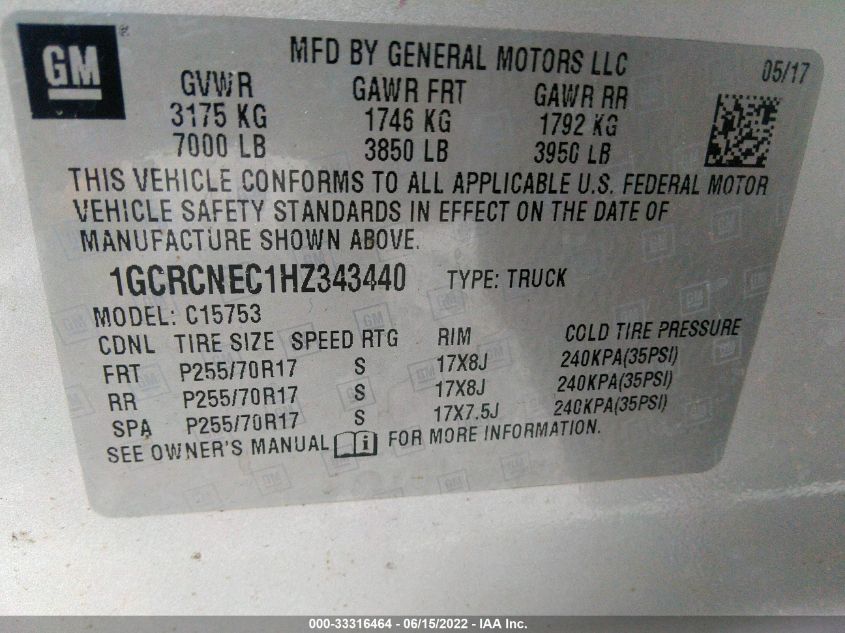 GM
MFD BY GENERAL MOTORS LLC 05/17
GVWR GAWR FRT GAWR RR
3175 KG 1746 KG 1792 KG
7000 LB 3850 LB 3950 LB
THIS VEHICLE CONFORMS TO ALL APPLICABLE U.S. FEDERAL MOTOR
VEHICLE SAFETY STANDARDS IN EFFECT ON THE DATE OF
MANUFACTURE SHOWN ABOVE.
1GCRCNEC1HZ343440 TYPE: TRUCK
MODEL: C15753
CDNL TIRE SIZE SPEED RTG RIM COLD TIRE PRESSURE
FRT P255/70R17 S 17X8J 240KPA(35PSI)
RR P255/70R17 S 17X8J 240KPA(35PSI)
SPA P255/70R17 S 17X7.5J 240KPA(35PSI)
SEE OWNER'S MANUAL i FOR MORE INFORMATION.
000-33316464 - 06/15/2022 - IAA Inc.